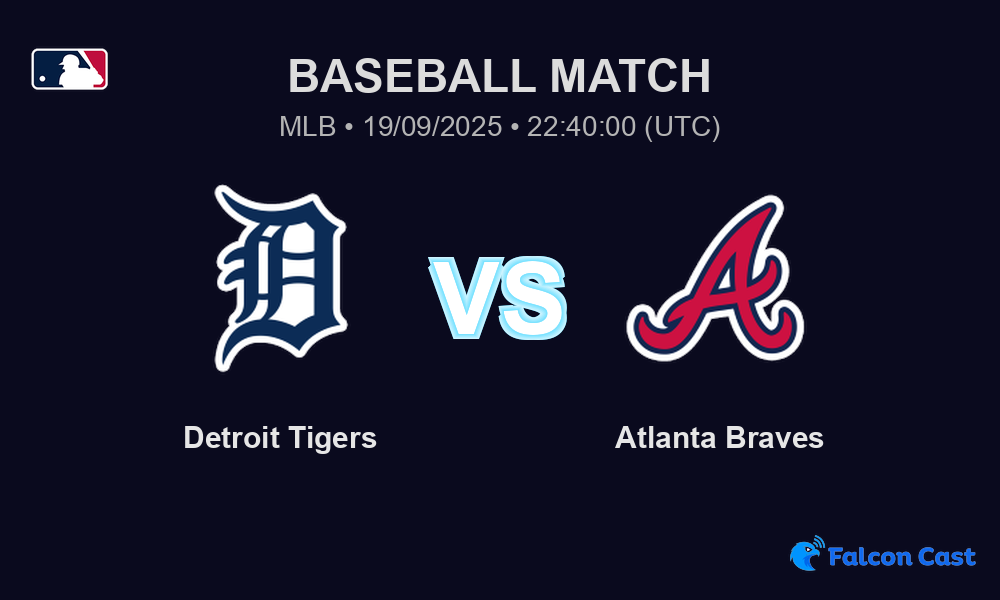 BASEBALL MATCH
MLB • 19/09/2025 • 22:40:00 (UTC)
D
VS
A
Detroit Tigers
Atlanta Braves
Falcon Cast